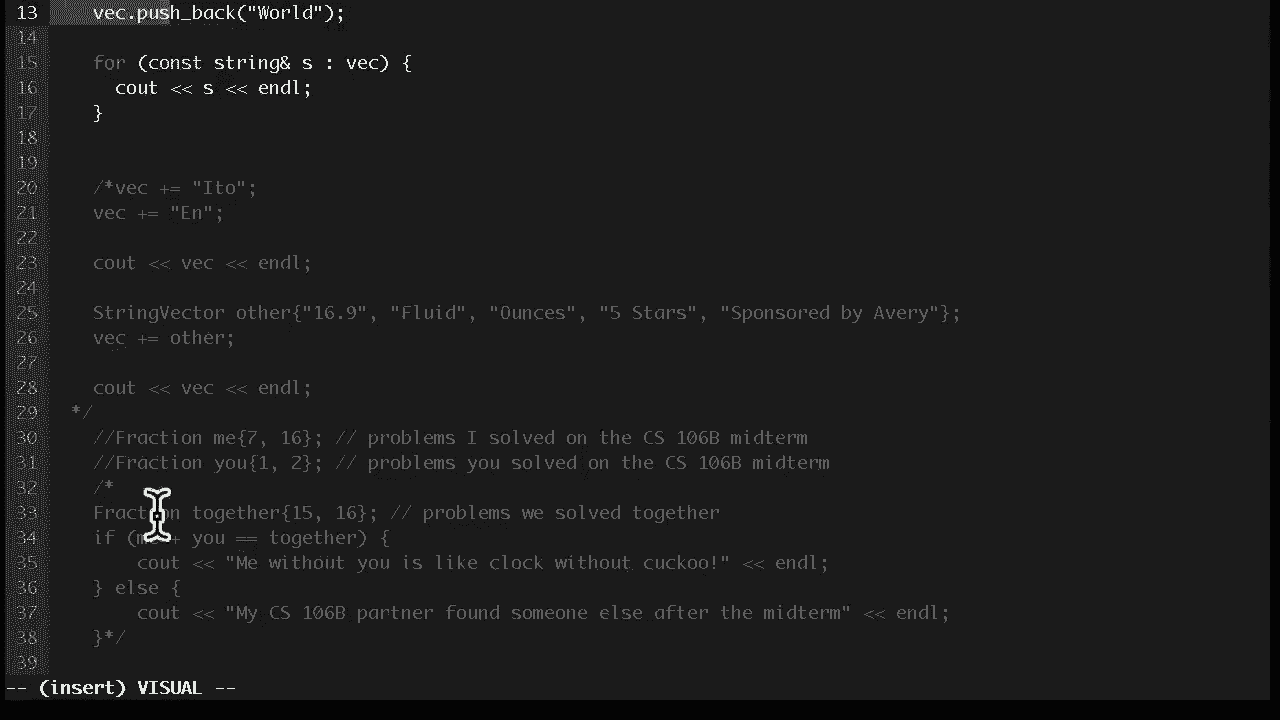 13 vec.push_back("World");
14
15 for (const string& s : vec) {
16 cout << s << endl;
17 }
18
19
20 /*vec += "Ito";
21 vec += "En";
22
23 cout << vec << endl;
24
25 StringVector other{"16.9", "Fluid", "Ounces", "5 Stars", "Sponsored by Avery"};
26 vec += other;
27
28 cout << vec << endl;
29 */
30 //Fraction me{7, 16}; // problems I solved on the CS 106B midterm
31 //Fraction you{1, 2}; // problems you solved on the CS 106B midterm
32 /*
33 Fraction together{15, 16}; // problems we solved together
34 if (me + you == together) {
35 cout << "Me without you is like clock without cuckoo!" << endl;
36 } else {
37 cout << "My CS 106B partner found someone else after the midterm" << endl;
38 }*/
39
-- (insert) VISUAL --